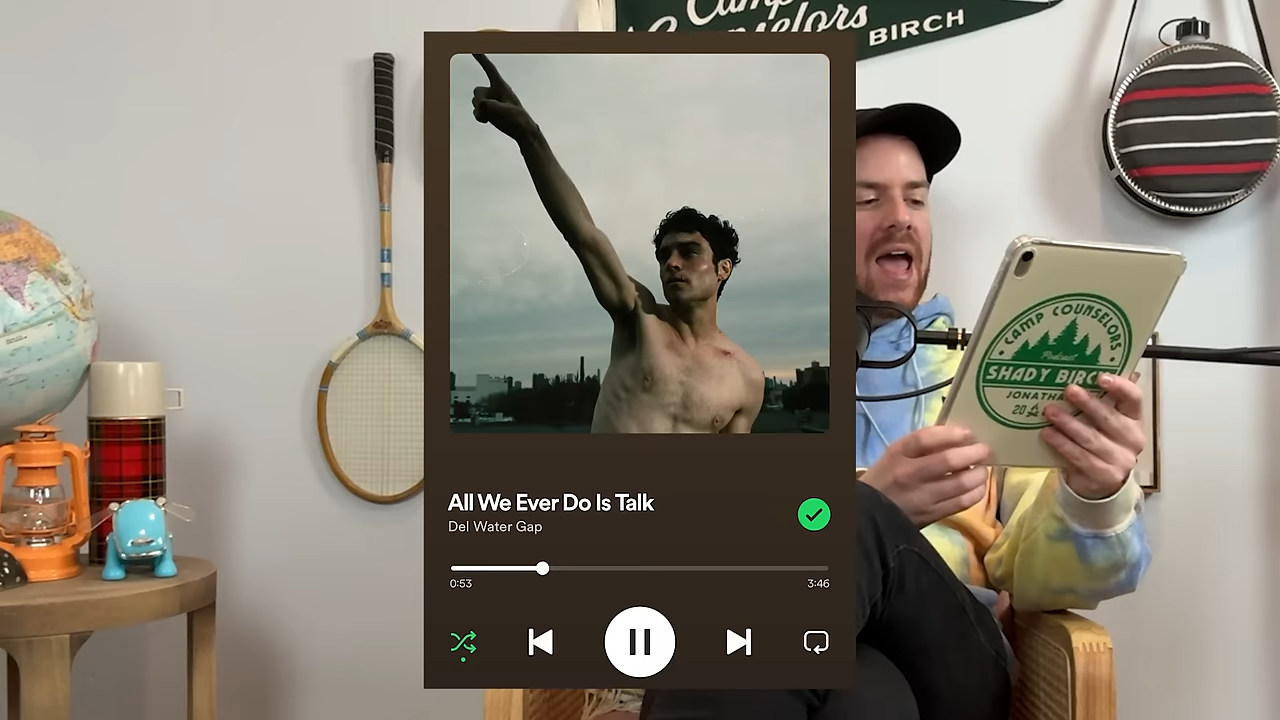 Camp
Counselors
BIRCH
All We Ever Do Is Talk
Del Water Gap
0:53
3:46
CAMP COUNSELORS
Podcast
SHADY BIRCH
JONATHA
20